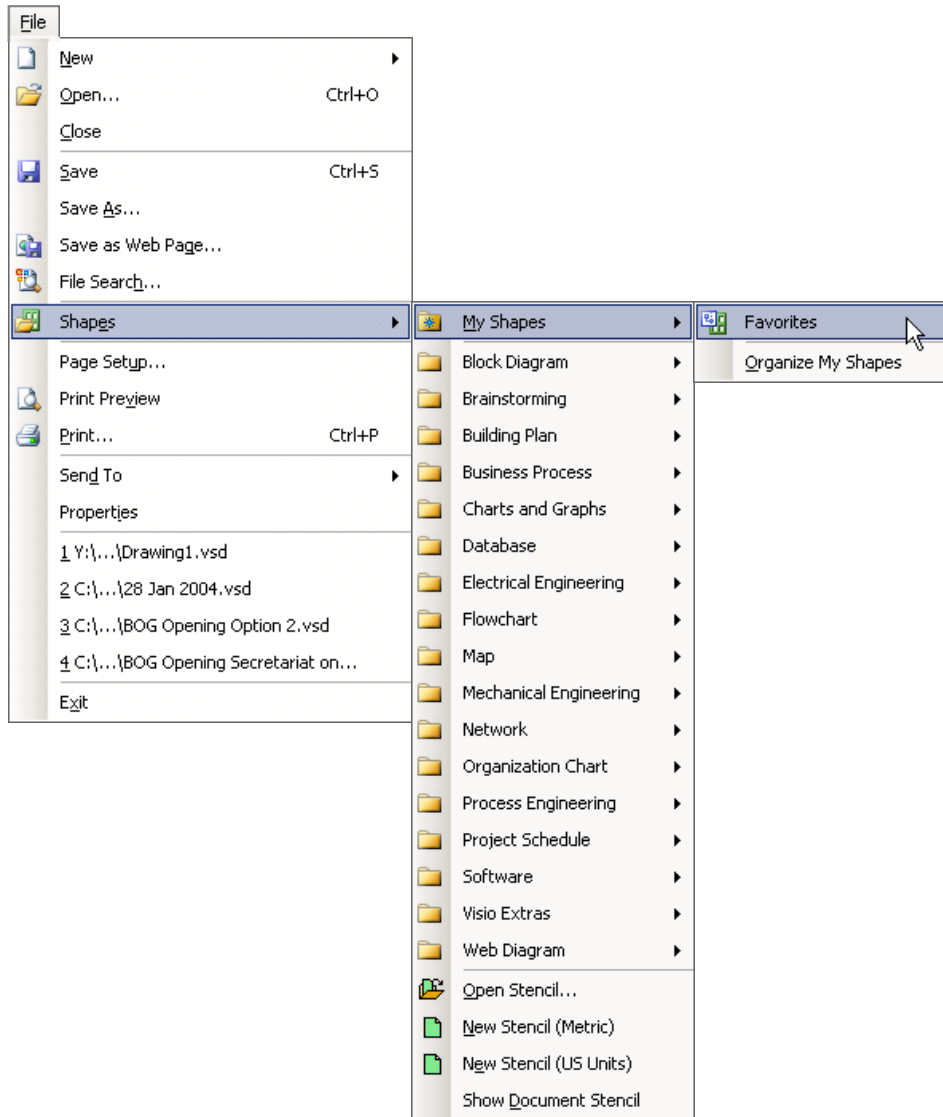 File
New
Open... Ctrl+O
Close
Save Ctrl+S
Save As...
Save as Web Page...
File Search...
Shapes
Page Setup...
Print Preview
Print... Ctrl+P
Send To
Properties
1 Y:\...\Drawing1.vsd
2 C:\...\28 Jan 2004.vsd
3 C:\...\BOG Opening Option 2.vsd
4 C:\...\BOG Opening Secretariat on...
Exit
My Shapes
Block Diagram
Brainstorming
Building Plan
Business Process
Charts and Graphs
Database
Electrical Engineering
Flowchart
Map
Mechanical Engineering
Network
Organization Chart
Process Engineering
Project Schedule
Software
Visio Extras
Web Diagram
Open Stencil...
New Stencil (Metric)
New Stencil (US Units)
Show Document Stencil
Favorites
Organize My Shapes